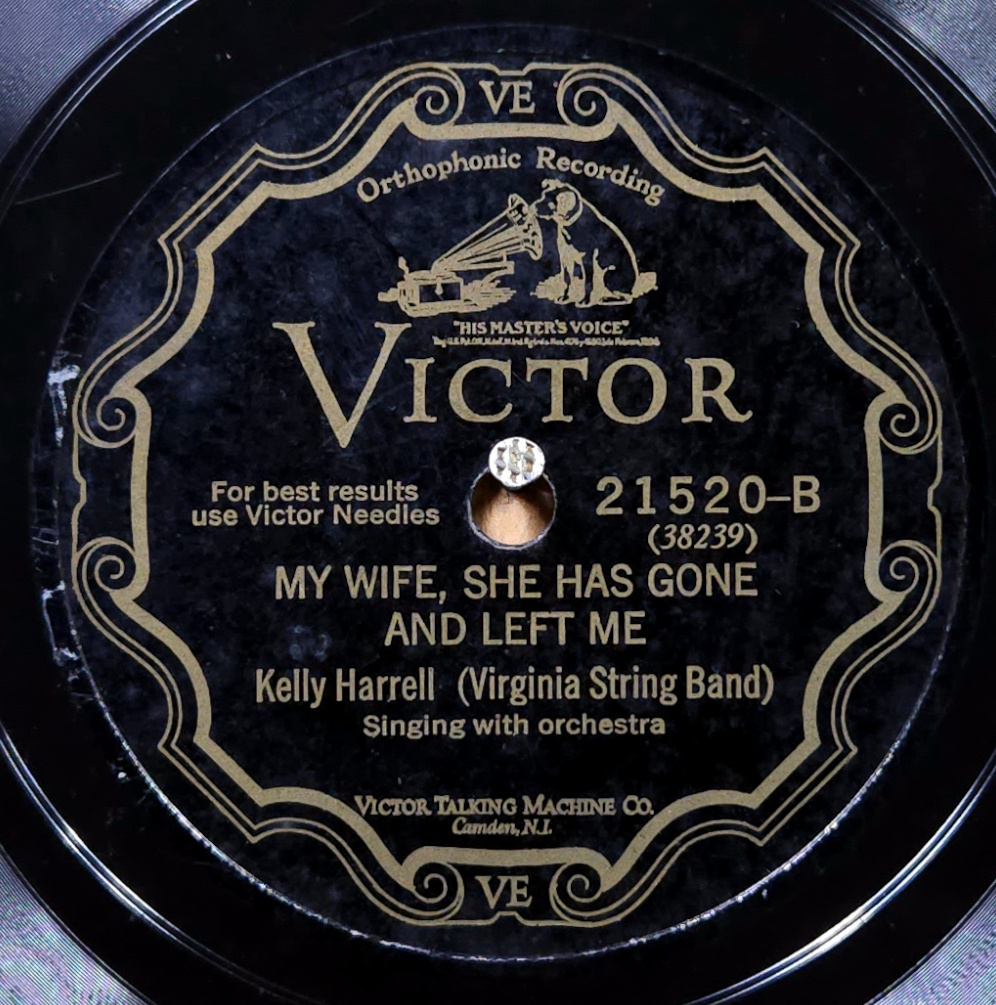 VE
Orthophonic Recording
"HIS MASTER'S VOICE"
VICTOR
For best results
use Victor Needles
21520-B
(38239)
MY WIFE, SHE HAS GONE
AND LEFT ME
Kelly Harrell (Virginia String Band)
Singing with orchestra
VICTOR TALKING MACHINE CO.
Camden, N.J.
VE